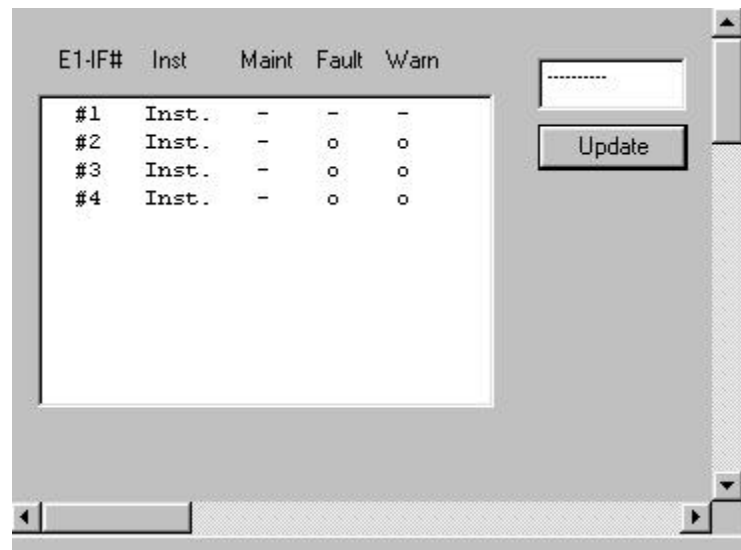 E1-IF# Inst Maint Fault Warn
----------
#1 Inst. - - -
#2 Inst. - o o
#3 Inst. - o o
#4 Inst. - o o
Update